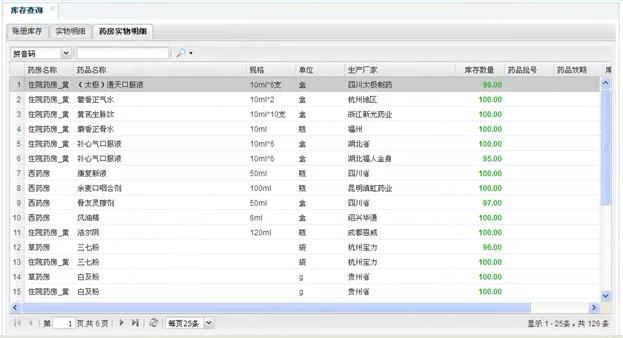 库存查询
账册库存 实物明细 药房实物明细
拼音码
药房名称 药品名称 规格 单位 生产厂家 库存数量 药品批号 药品效期 库
1 住院药房_黄 （太极）通天口服液 10ml*6支 盒 四川太极制药 99.00
2 住院药房_黄 藿香正气水 10ml*2 盒 杭州地区 100.00
3 住院药房_黄 黄芪生脉饮 10ml*10支 盒 浙江新光药业 100.00
4 住院药房_黄 麝香正骨水 10ml 瓶 福州 100.00
5 住院药房_黄 补心气口服液 10ml*6 盒 湖北省 100.00
6 住院药房_黄 补心气口服液 10ml*6 盒 湖北福人金身 95.00
7 西药房 康复新液 50ml 瓶 四川省 100.00
8 西药房 余麦口咽合剂 100ml 瓶 昆明滇虹药业 100.00
9 西药房 骨友灵擦剂 50ml 盒 四川省 97.00
10 西药房 风油精 6ml 盒 绍兴华通 100.00
11 住院药房_黄 洁尔阴 120ml 瓶 成都恩威 100.00
12 草药房 三七粉 袋 杭州宝力 96.00
13 住院药房_黄 三七粉 袋 杭州宝力 100.00
14 草药房 白及粉 g 贵州省 100.00
15 住院药房_黄 白及粉 g 贵州省 100.00
第 1 页,共 6 页 每页25条 显示 1 - 25条，共 126 条